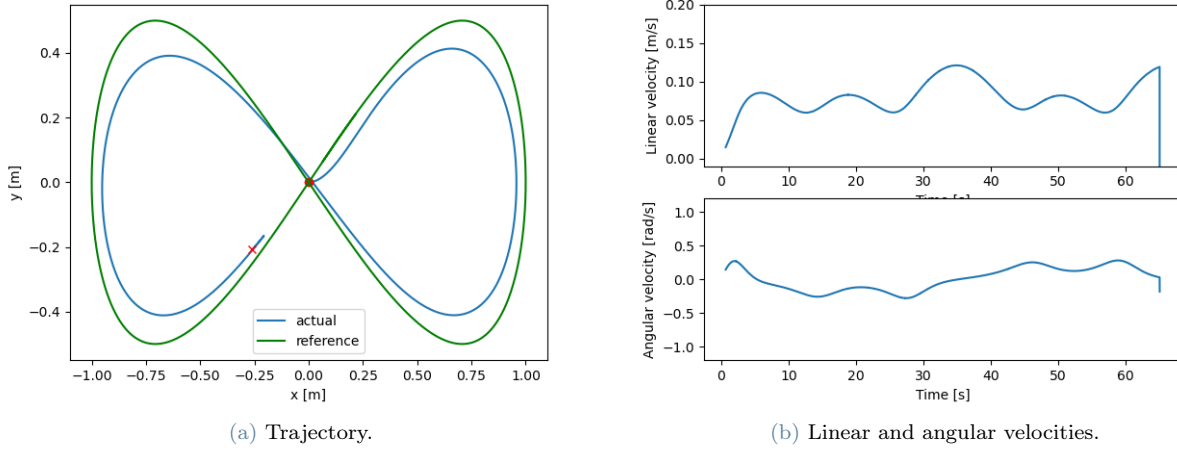 0.4
0.2
0.0
−0.2
−0.4
y [m]
actual
reference
−1.00 −0.75 −0.50 −0.25 0.00 0.25 0.50 0.75 1.00
x [m]
(a) Trajectory.
0.20
0.15
0.10
0.05
0.00
Linear velocity [m/s]
0 10 20 30 40 50 60
Time [s]
1.0
0.5
0.0
−0.5
−1.0
Angular velocity [rad/s]
0 10 20 30 40 50 60
Time [s]
(b) Linear and angular velocities.